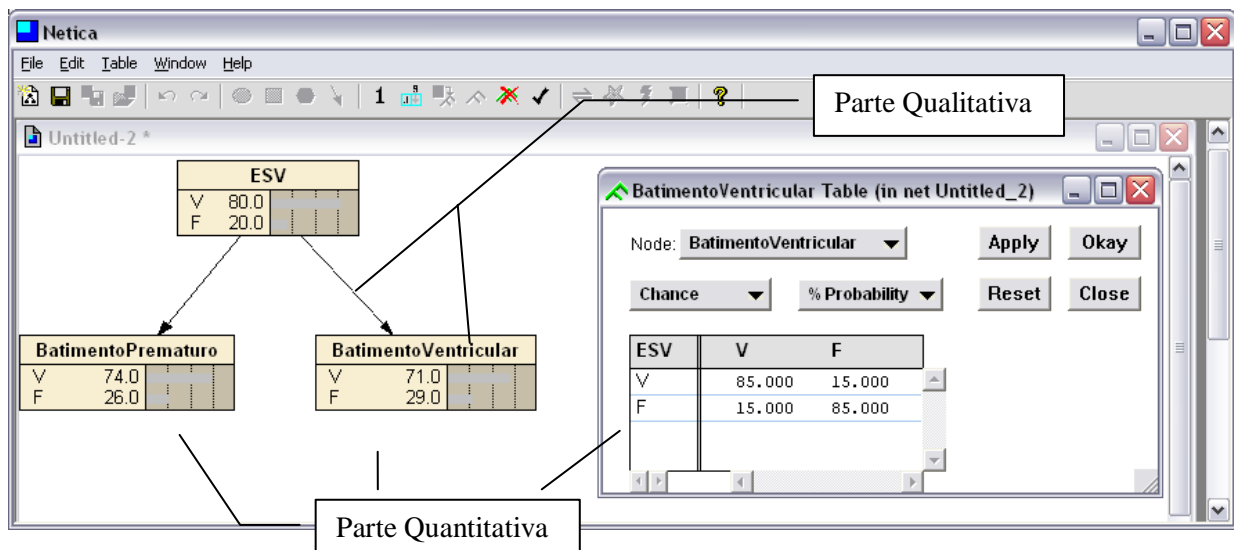 Netica
File Edit Table Window Help
1 ?
Parte Qualitativa
Untitled-2 *
ESV
V 80.0
F 20.0
BatimentoPrematuro
V 74.0
F 26.0
BatimentoVentricular
V 71.0
F 29.0
BatimentoVentricular Table (in net Untitled_2)
Node: BatimentoVentricular Apply Okay
Chance % Probability Reset Close
ESV V F
V 85.000 15.000
F 15.000 85.000
Parte Quantitativa